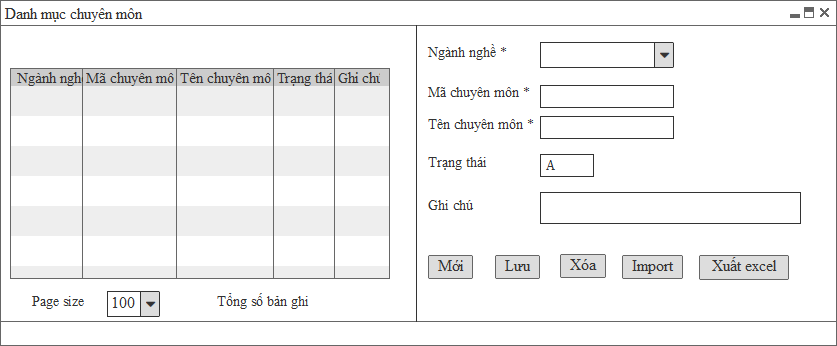 Danh mục chuyên môn
Ngành nghề *
Ngành ngh Mã chuyên mô Tên chuyên mô Trạng thá Ghi chú
Mã chuyên môn *
Tên chuyên môn *
Trạng thái A
Ghi chú
Mới Lưu Xóa Import Xuất excel
Page size 100 Tổng số bản ghi